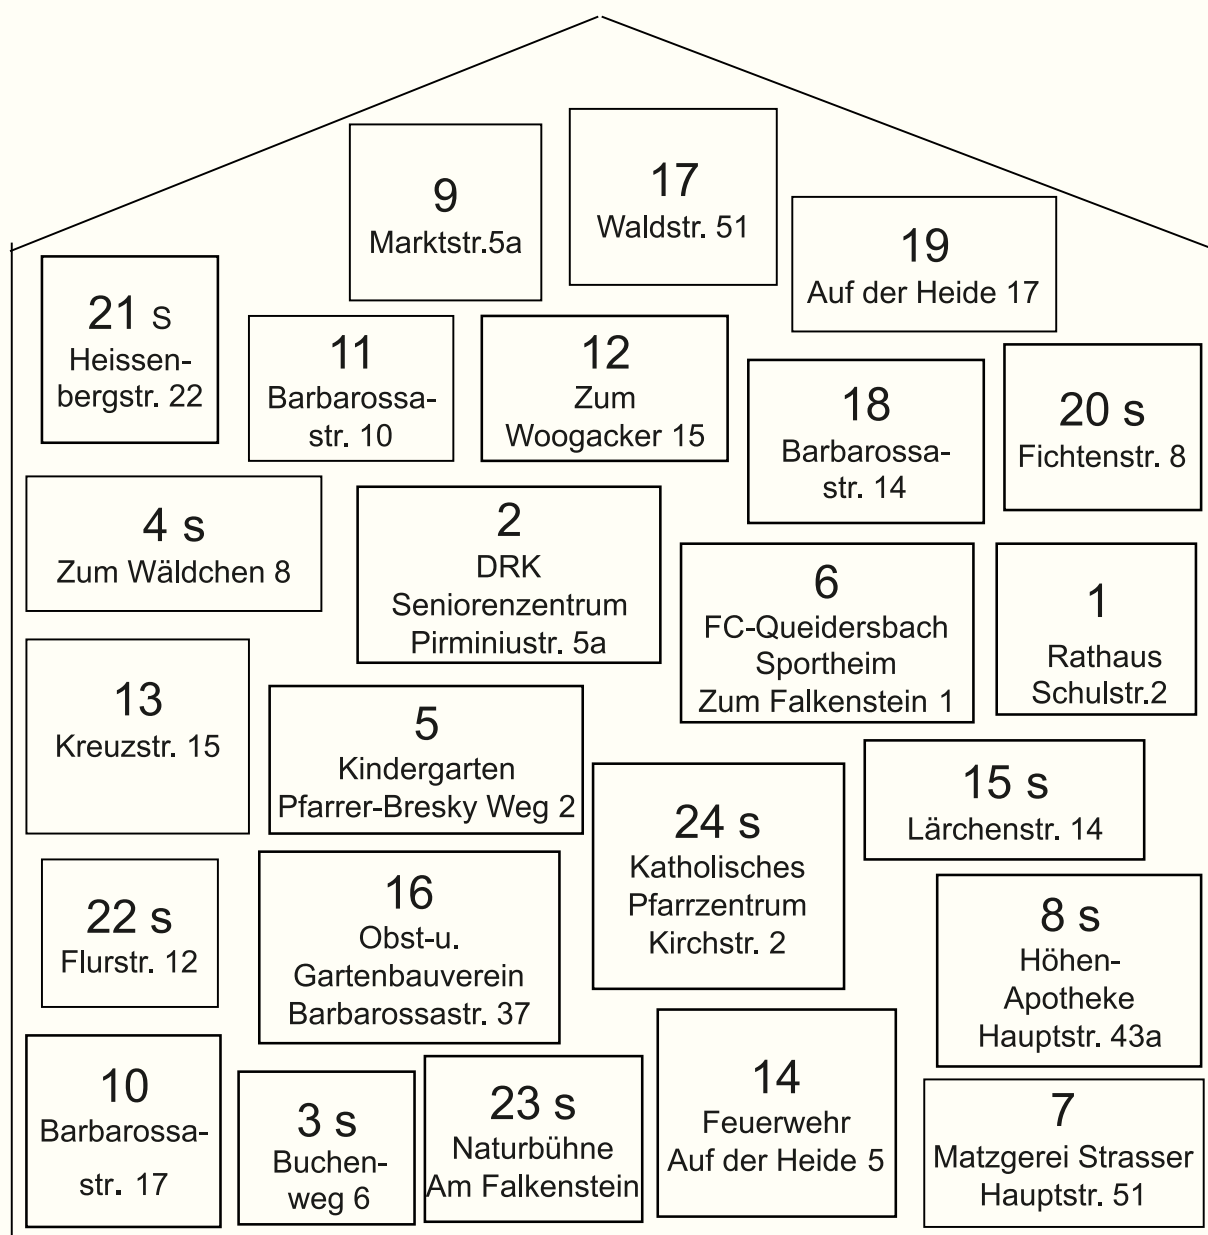 9
Marktstr.5a
17
Waldstr. 51
19
Auf der Heide 17
21 s
Heissen-
bergstr. 22
11
Barbarossa-
str. 10
12
Zum
Woogacker 15
18
Barbarossa-
str. 14
20 s
Fichtenstr. 8
4 s
Zum Wäldchen 8
2
DRK
Seniorenzentrum
Pirminiustr. 5a
6
FC-Queidersbach
Sportheim
Zum Falkenstein 1
1
Rathaus
Schulstr.2
13
Kreuzstr. 15
5
Kindergarten
Pfarrer-Bresky Weg 2
24 s
Katholisches
Pfarrzentrum
Kirchstr. 2
15 s
Lärchenstr. 14
22 s
Flurstr. 12
16
Obst-u.
Gartenbauverein
Barbarossastr. 37
8 s
Höhen-
Apotheke
Hauptstr. 43a
10
Barbarossa-
str. 17
3 s
Buchen-
weg 6
23 s
Naturbühne
Am Falkenstein
14
Feuerwehr
Auf der Heide 5
7
Matzgerei Strasser
Hauptstr. 51